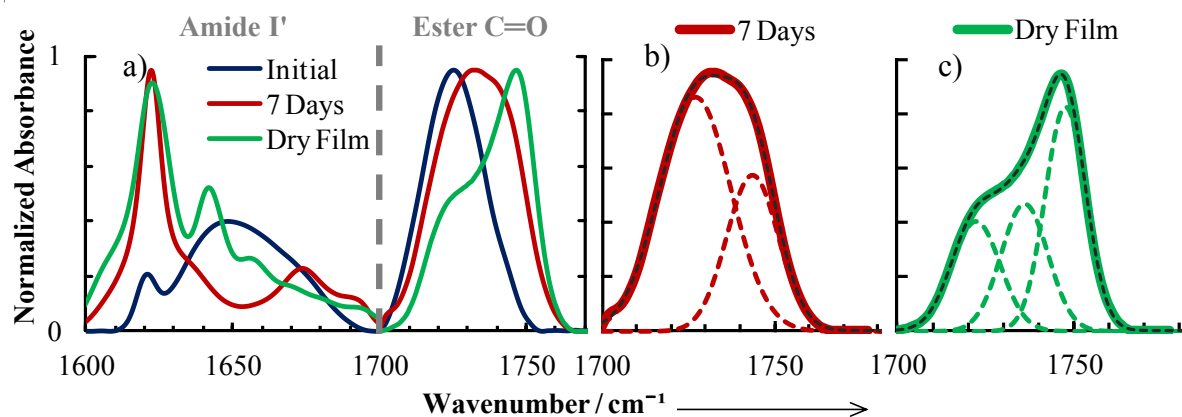 Amide I' Ester C=O
7 Days
Dry Film
a)
b)
c)
Initial
7 Days
Dry Film
Normalized Absorbance
1
0
1600 1650 1700 1750
1700 1750
1700 1750
Wavenumber / cm⁻¹